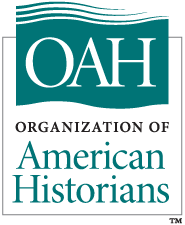 OAH
ORGANIZATION OF
American
Historians
TM